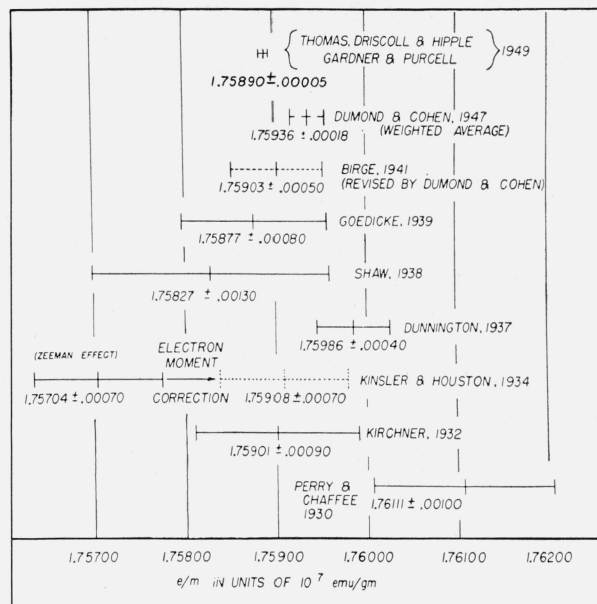 THOMAS, DRISCOLL & HIPPLE
GARDNER & PURCELL
1949
1.75890±.00005
DUMOND & COHEN, 1947
(WEIGHTED AVERAGE)
1.75936 ±.00018
BIRGE, 1941
(REVISED BY DUMOND & COHEN)
1.75903±.00050
GOEDICKE, 1939
1.75877±.00080
SHAW, 1938
1.75827 ±.00130
DUNNINGTON, 1937
1.75986±.00040
(ZEEMAN EFFECT)
ELECTRON
MOMENT
CORRECTION
KINSLER & HOUSTON, 1934
1.75704±.00070
1.75908±.00070
KIRCHNER, 1932
1.75901±.00090
PERRY &
CHAFFEE
1930
1.76111±.00100
1.75700 1.75800 1.75900 1.76000 1.76100 1.76200
e/m IN UNITS OF 10⁷ emu/gm